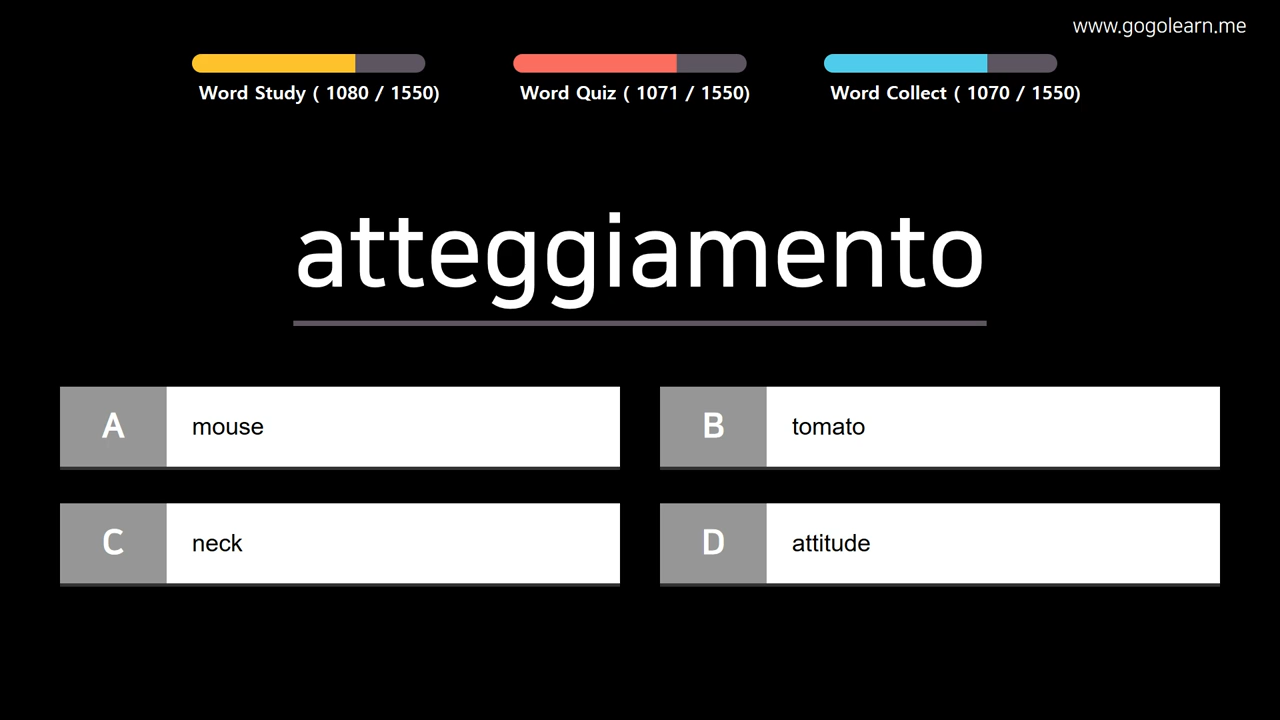 www.gogolearn.me
Word Study ( 1080 / 1550)
Word Quiz ( 1071 / 1550)
Word Collect ( 1070 / 1550)
atteggiamento
A mouse
B tomato
C neck
D attitude